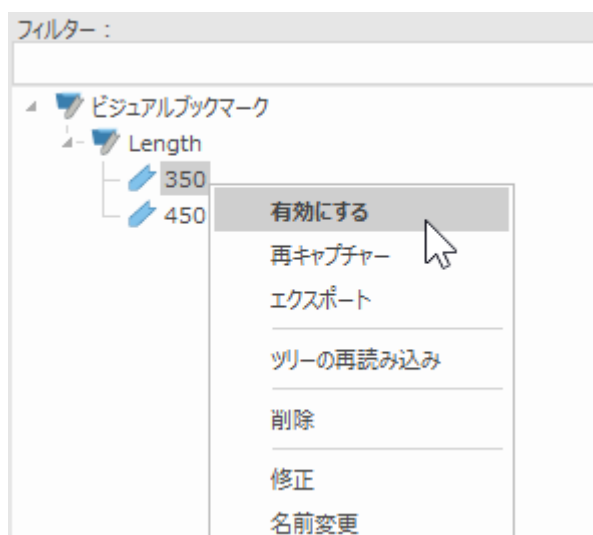 フィルター：
ビジュアルブックマーク
Length
350
450
有効にする
再キャプチャー
エクスポート
ツリーの再読み込み
削除
修正
名前変更